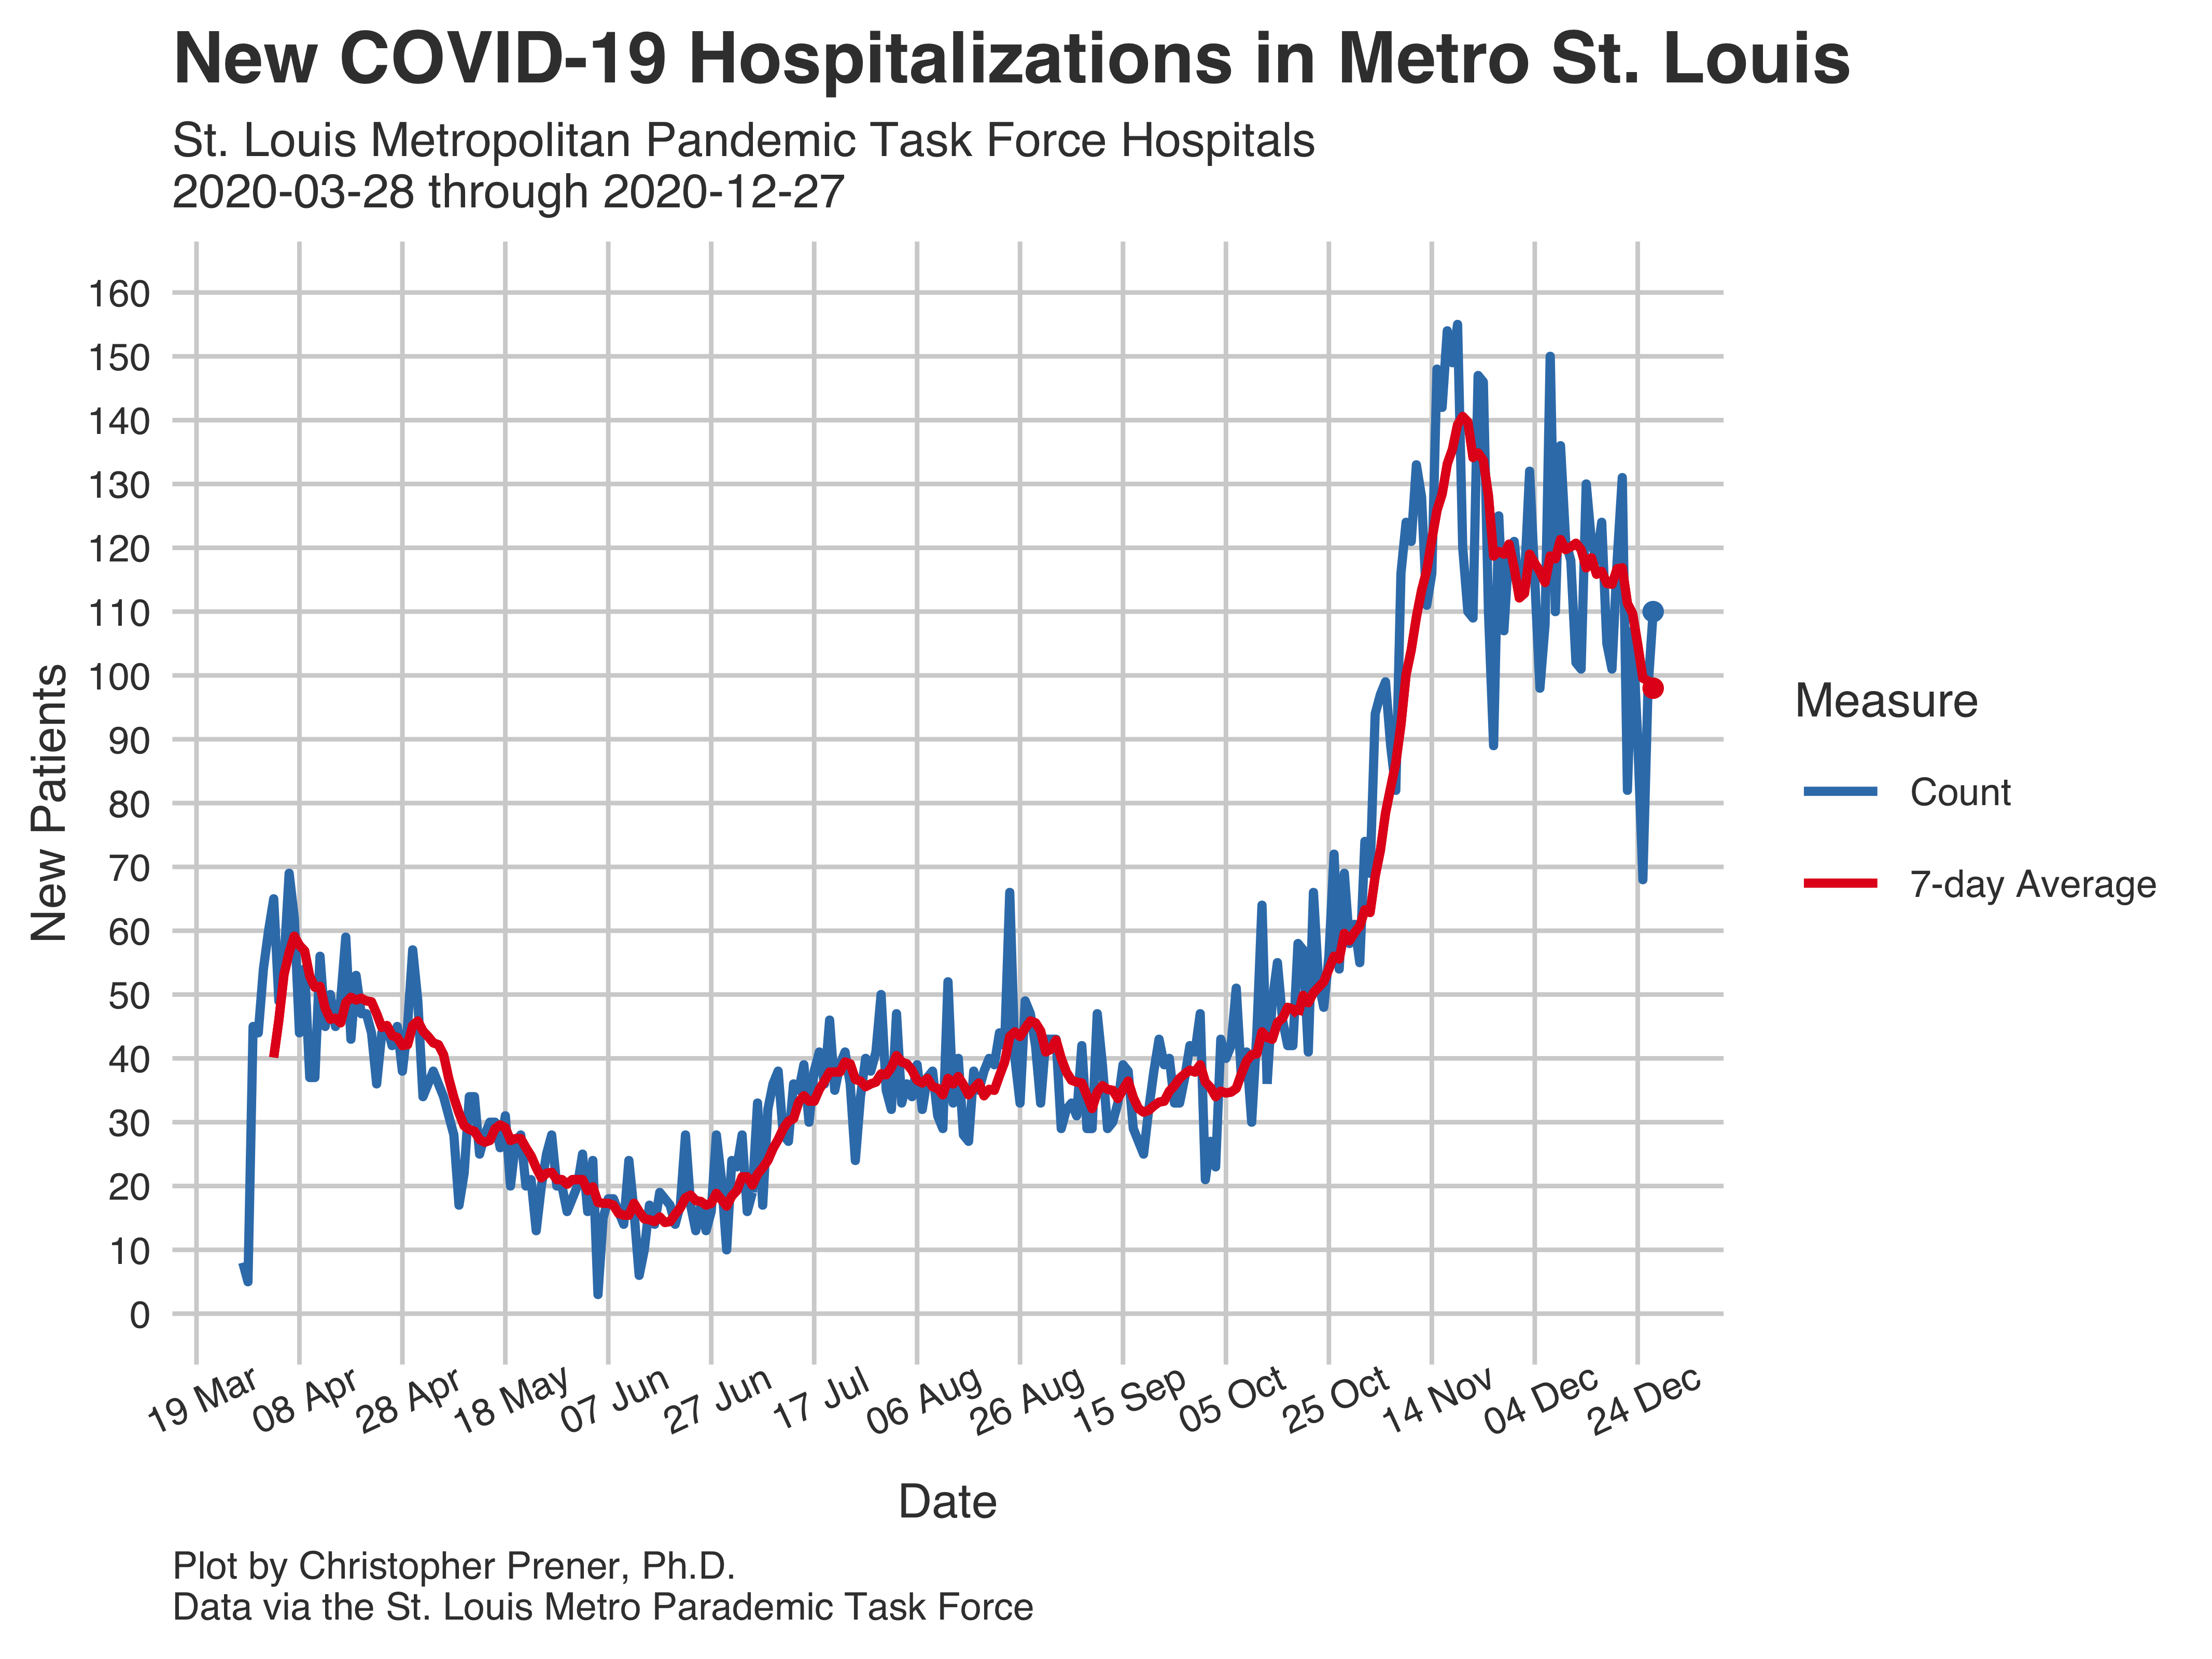 New COVID-19 Hospitalizations in Metro St. Louis
St. Louis Metropolitan Pandemic Task Force Hospitals
2020-03-28 through 2020-12-27
160
150
140
130
120
110
100
90
80
70
60
50
40
30
20
10
0
New Patients
19 Mar
08 Apr
28 Apr
18 May
07 Jun
27 Jun
17 Jul
06 Aug
26 Aug
15 Sep
05 Oct
25 Oct
14 Nov
04 Dec
24 Dec
Date
Measure
Count
7-day Average
Plot by Christopher Prener, Ph.D.
Data via the St. Louis Metro Parademic Task Force